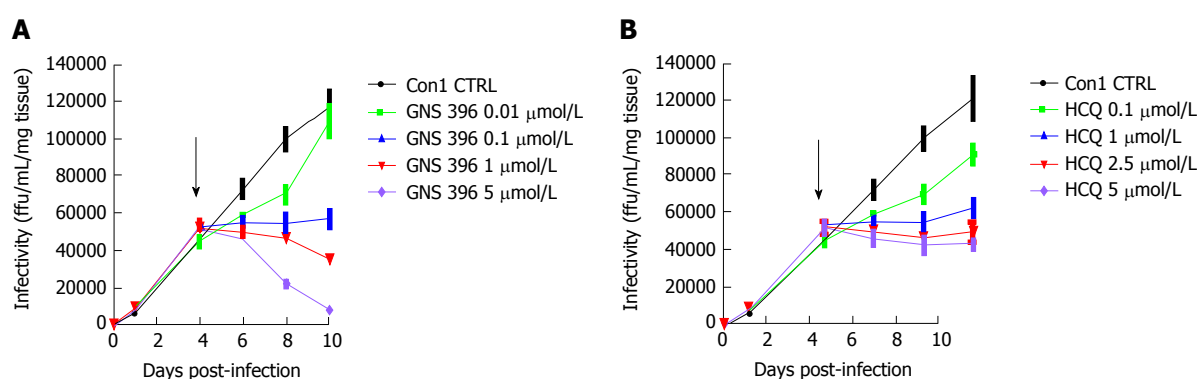 A
Infectivity (ffu/mL/mg tissue)
140000
120000
100000
80000
60000
40000
20000
0
0 2 4 6 8 10
Days post-infection
Con1 CTRL
GNS 396 0.01 μmol/L
GNS 396 0.1 μmol/L
GNS 396 1 μmol/L
GNS 396 5 μmol/L
B
Infectivity (ffu/mL/mg tissue)
140000
120000
100000
80000
60000
40000
20000
0
0 2 4 6 8 10
Days post-infection
Con1 CTRL
HCQ 0.1 μmol/L
HCQ 1 μmol/L
HCQ 2.5 μmol/L
HCQ 5 μmol/L